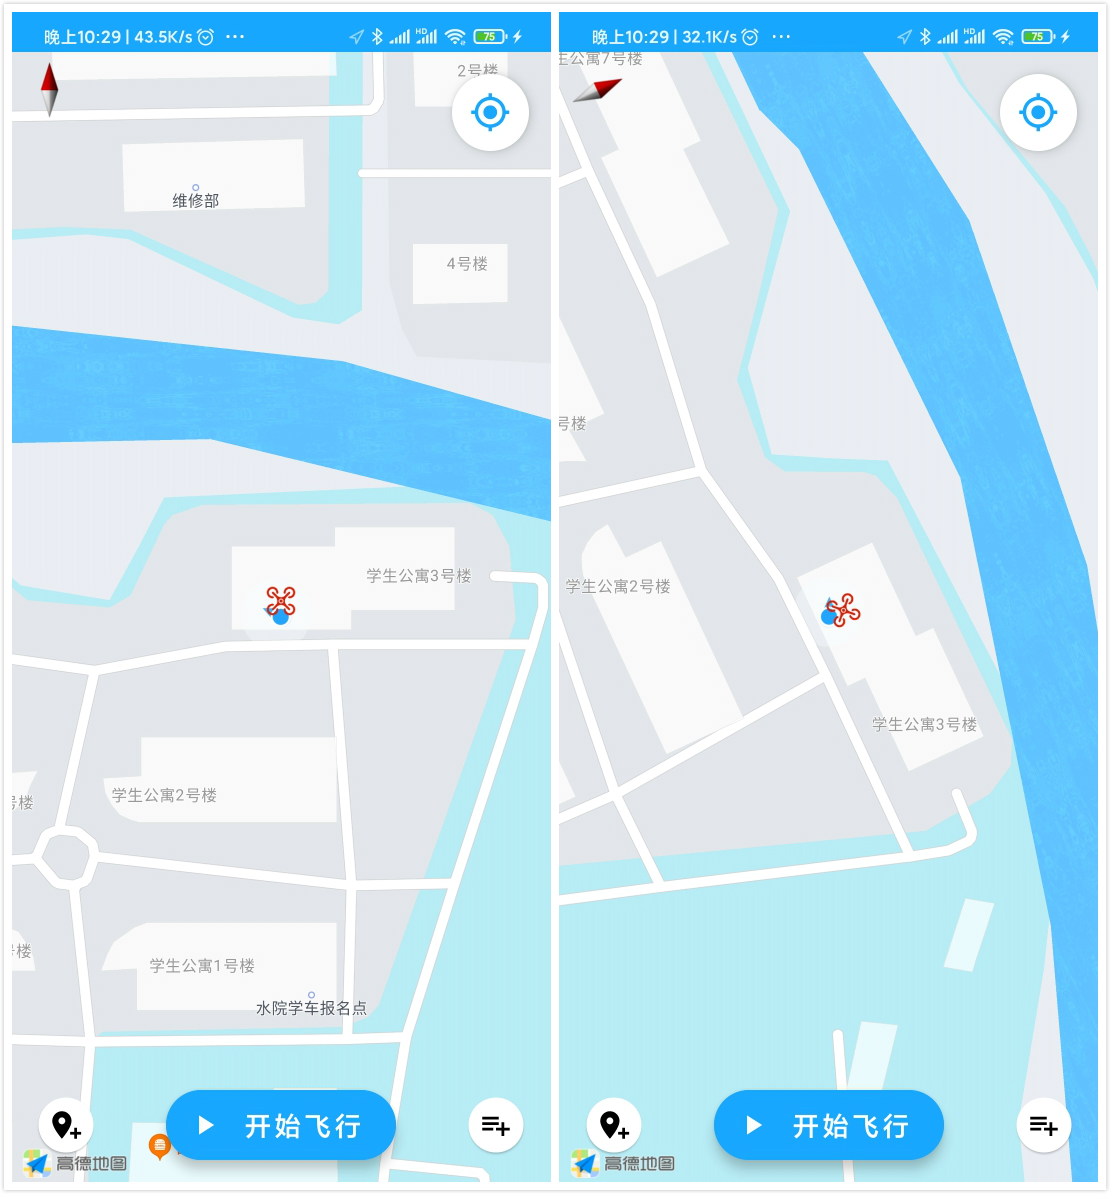 晚上10:29 | 43.5K/s
HD
75
2号楼
维修部
4号楼
学生公寓3号楼
学生公寓2号楼
号楼
号楼
学生公寓1号楼
水院学车报名点
开始飞行
高德地图
晚上10:29 | 32.1K/s
HD
75
生公寓7号楼
号楼
学生公寓2号楼
学生公寓3号楼
开始飞行
高德地图